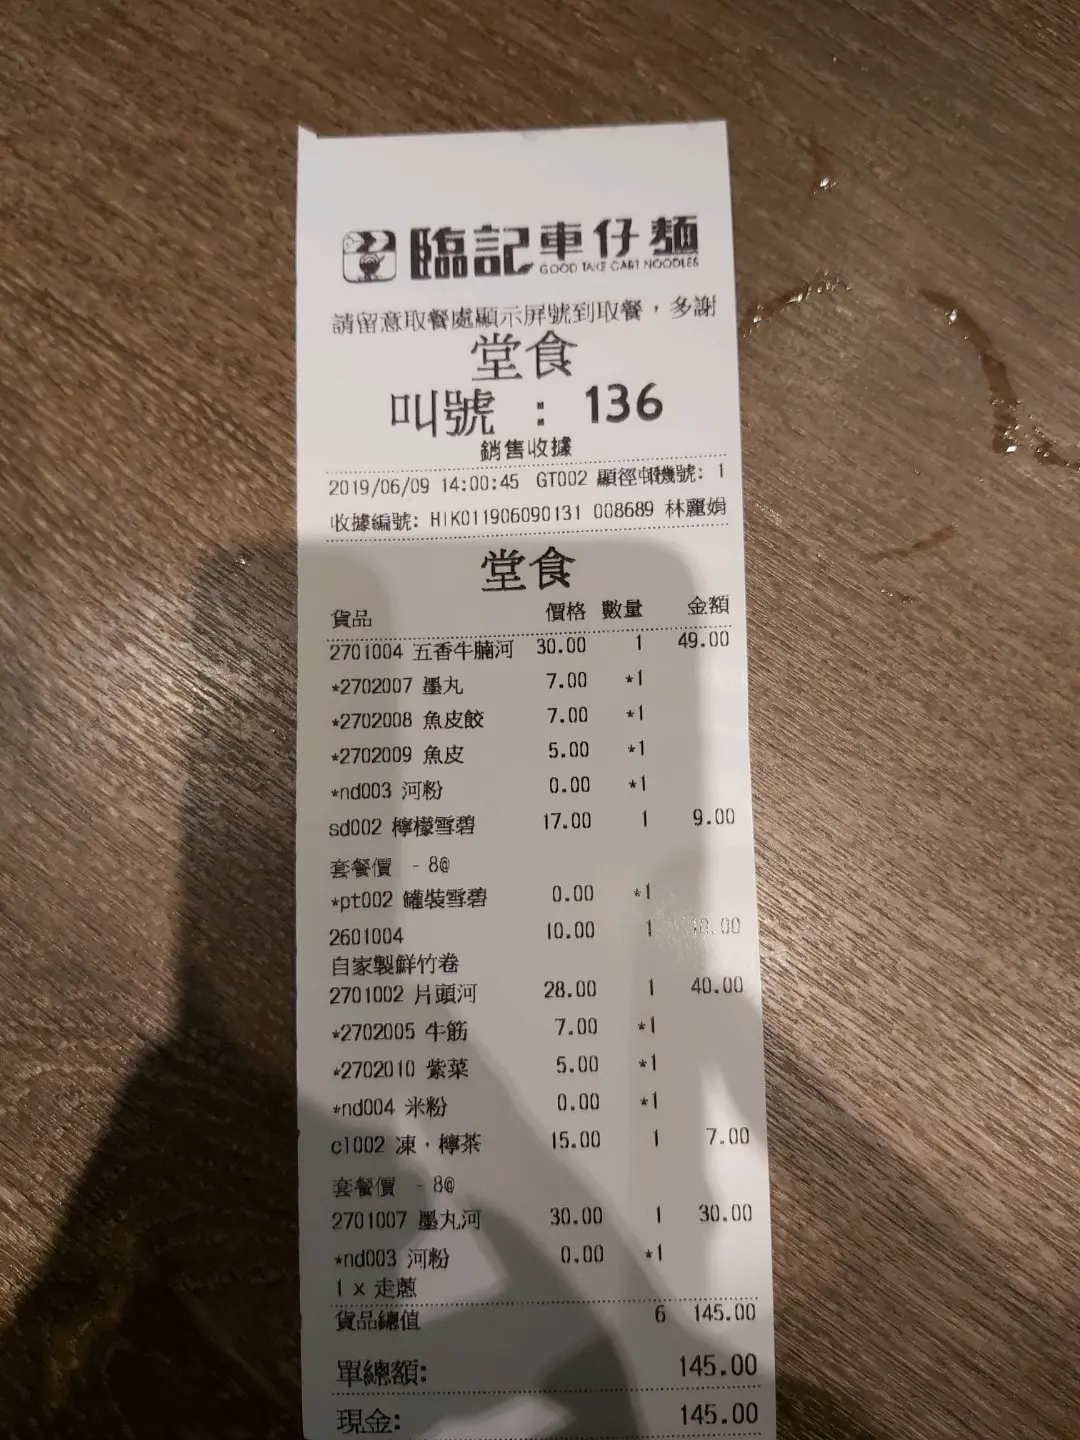 臨記車仔麵
GOOD TAKE CART NOODLES
請留意取餐處顯示屏號到取餐，多謝
堂食
叫號 : 136
銷售收據
2019/06/09 14:00:45 GT002 顯徑 機號: 1
收據編號: HIK011906090131 008689 林麗娟
堂食
貨品 價格 數量 金額
2701004 五香牛腩河 30.00 1 49.00
*2702007 墨丸 7.00 *1
*2702008 魚皮餃 7.00 *1
*2702009 魚皮 5.00 *1
*nd003 河粉 0.00 *1
sd002 檸檬雪碧 17.00 1 9.00
套餐價 - 8@
*pt002 罐裝雪碧 0.00 *1
2601004 10.00 1 10.00
自家製鮮竹卷
2701002 片頭河 28.00 1 40.00
*2702005 牛筋 7.00 *1
*2702010 紫菜 5.00 *1
*nd004 米粉 0.00 *1
cl002 凍．檸茶 15.00 1 7.00
套餐價 - 8@
2701007 墨丸河 30.00 1 30.00
*nd003 河粉 0.00 *1
1 x 走蔥
貨品總值 6 145.00
單總額: 145.00
現金: 145.00